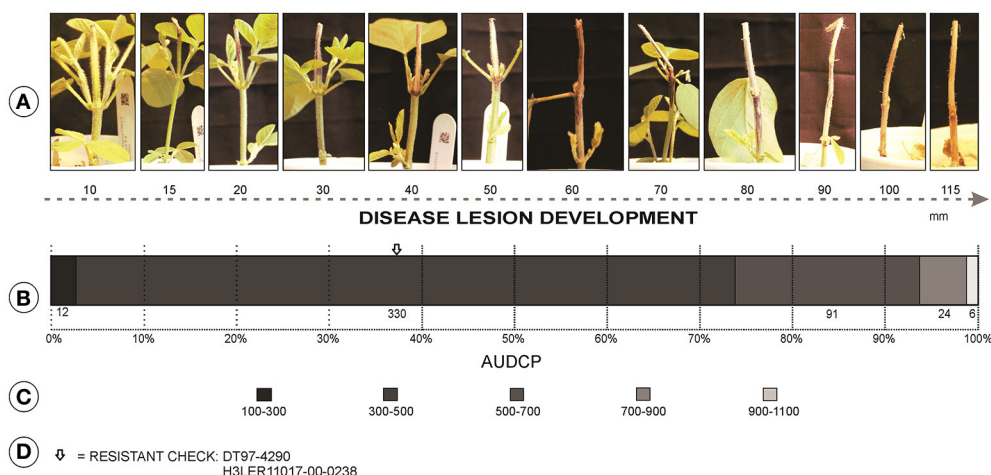 A
10 15 20 30 40 50 60 70 80 90 100 115
DISEASE LESION DEVELOPMENT mm
B
12 330 91 24 6
0% 10% 20% 30% 40% 50% 60% 70% 80% 90% 100%
AUDCP
C
100-300 300-500 500-700 700-900 900-1100
D
= RESISTANT CHECK: DT97-4290
H3LER11017-00-0238